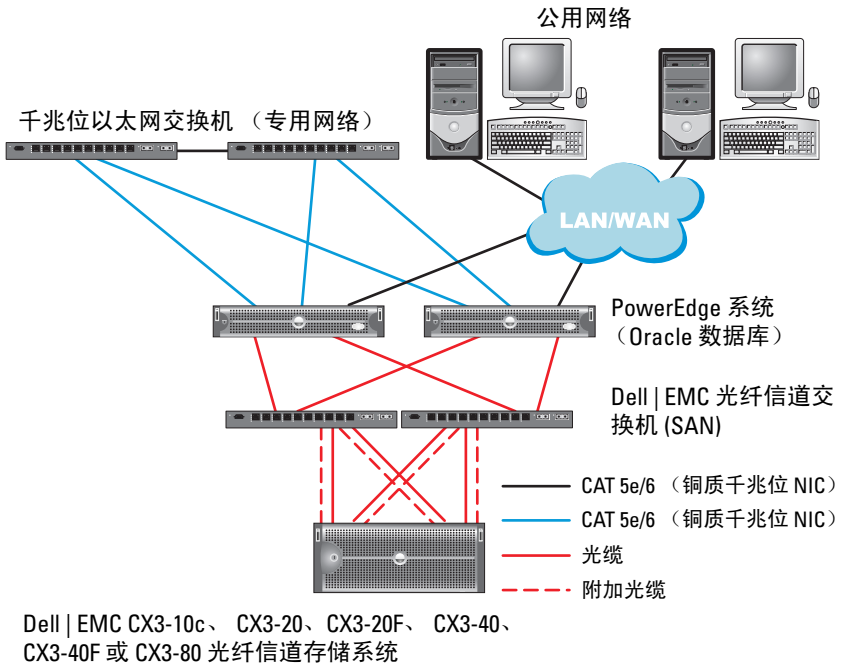 公用网络
千兆位以太网交换机 （专用网络）
LAN/WAN
PowerEdge 系统
（Oracle 数据库）
Dell | EMC 光纤信道交
换机 (SAN)
CAT 5e/6 （铜质千兆位 NIC）
CAT 5e/6 （铜质千兆位 NIC）
光缆
附加光缆
Dell | EMC CX3-10c、 CX3-20、CX3-20F、 CX3-40、
CX3-40F 或 CX3-80 光纤信道存储系统